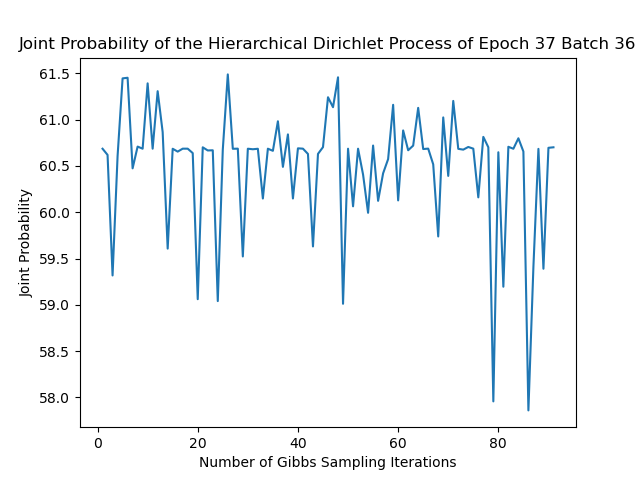 Joint Probability of the Hierarchical Dirichlet Process of Epoch 37 Batch 36
61.5
61.0
60.5
60.0
59.5
59.0
58.5
58.0
Joint Probability
0 20 40 60 80
Number of Gibbs Sampling Iterations